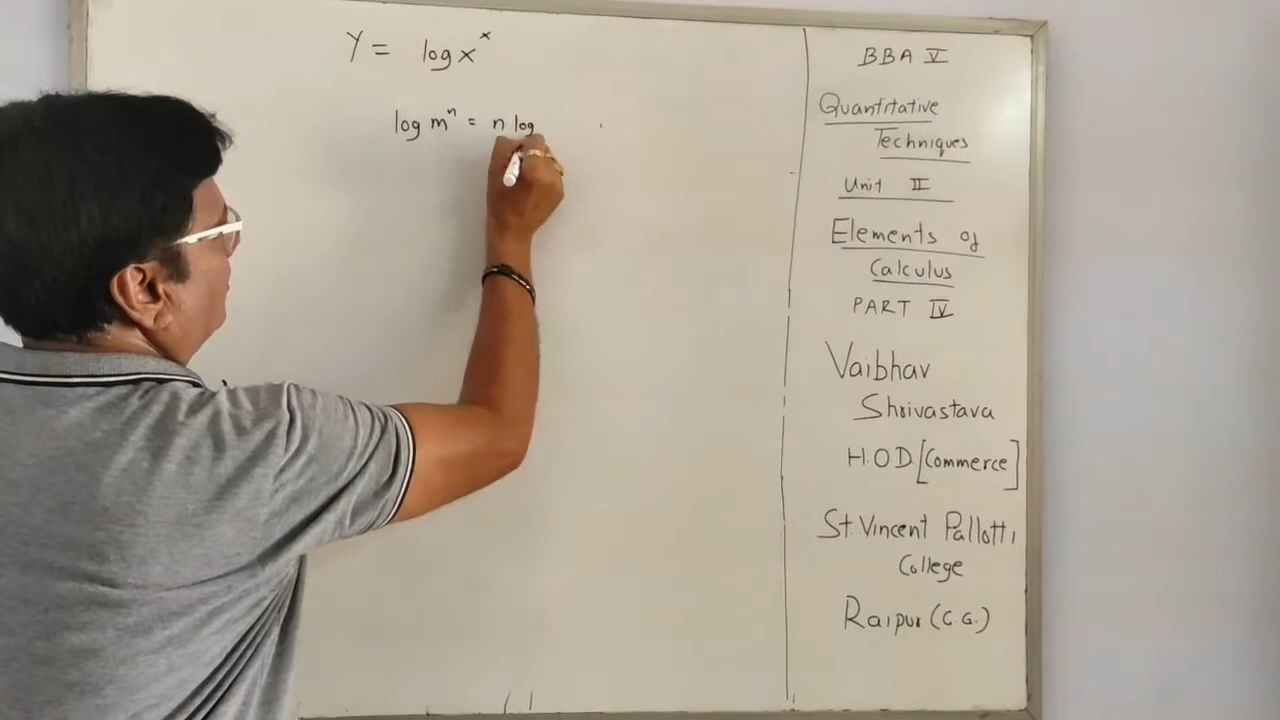 Y = log x^x
log m^n = n log
BBA V
Quantitative
Techniques
Unit II
Elements of
Calculus
PART IV
Vaibhav
Shrivastava
H.O.D. [Commerce]
St. Vincent Pallotti
College
Raipur (C.G.)